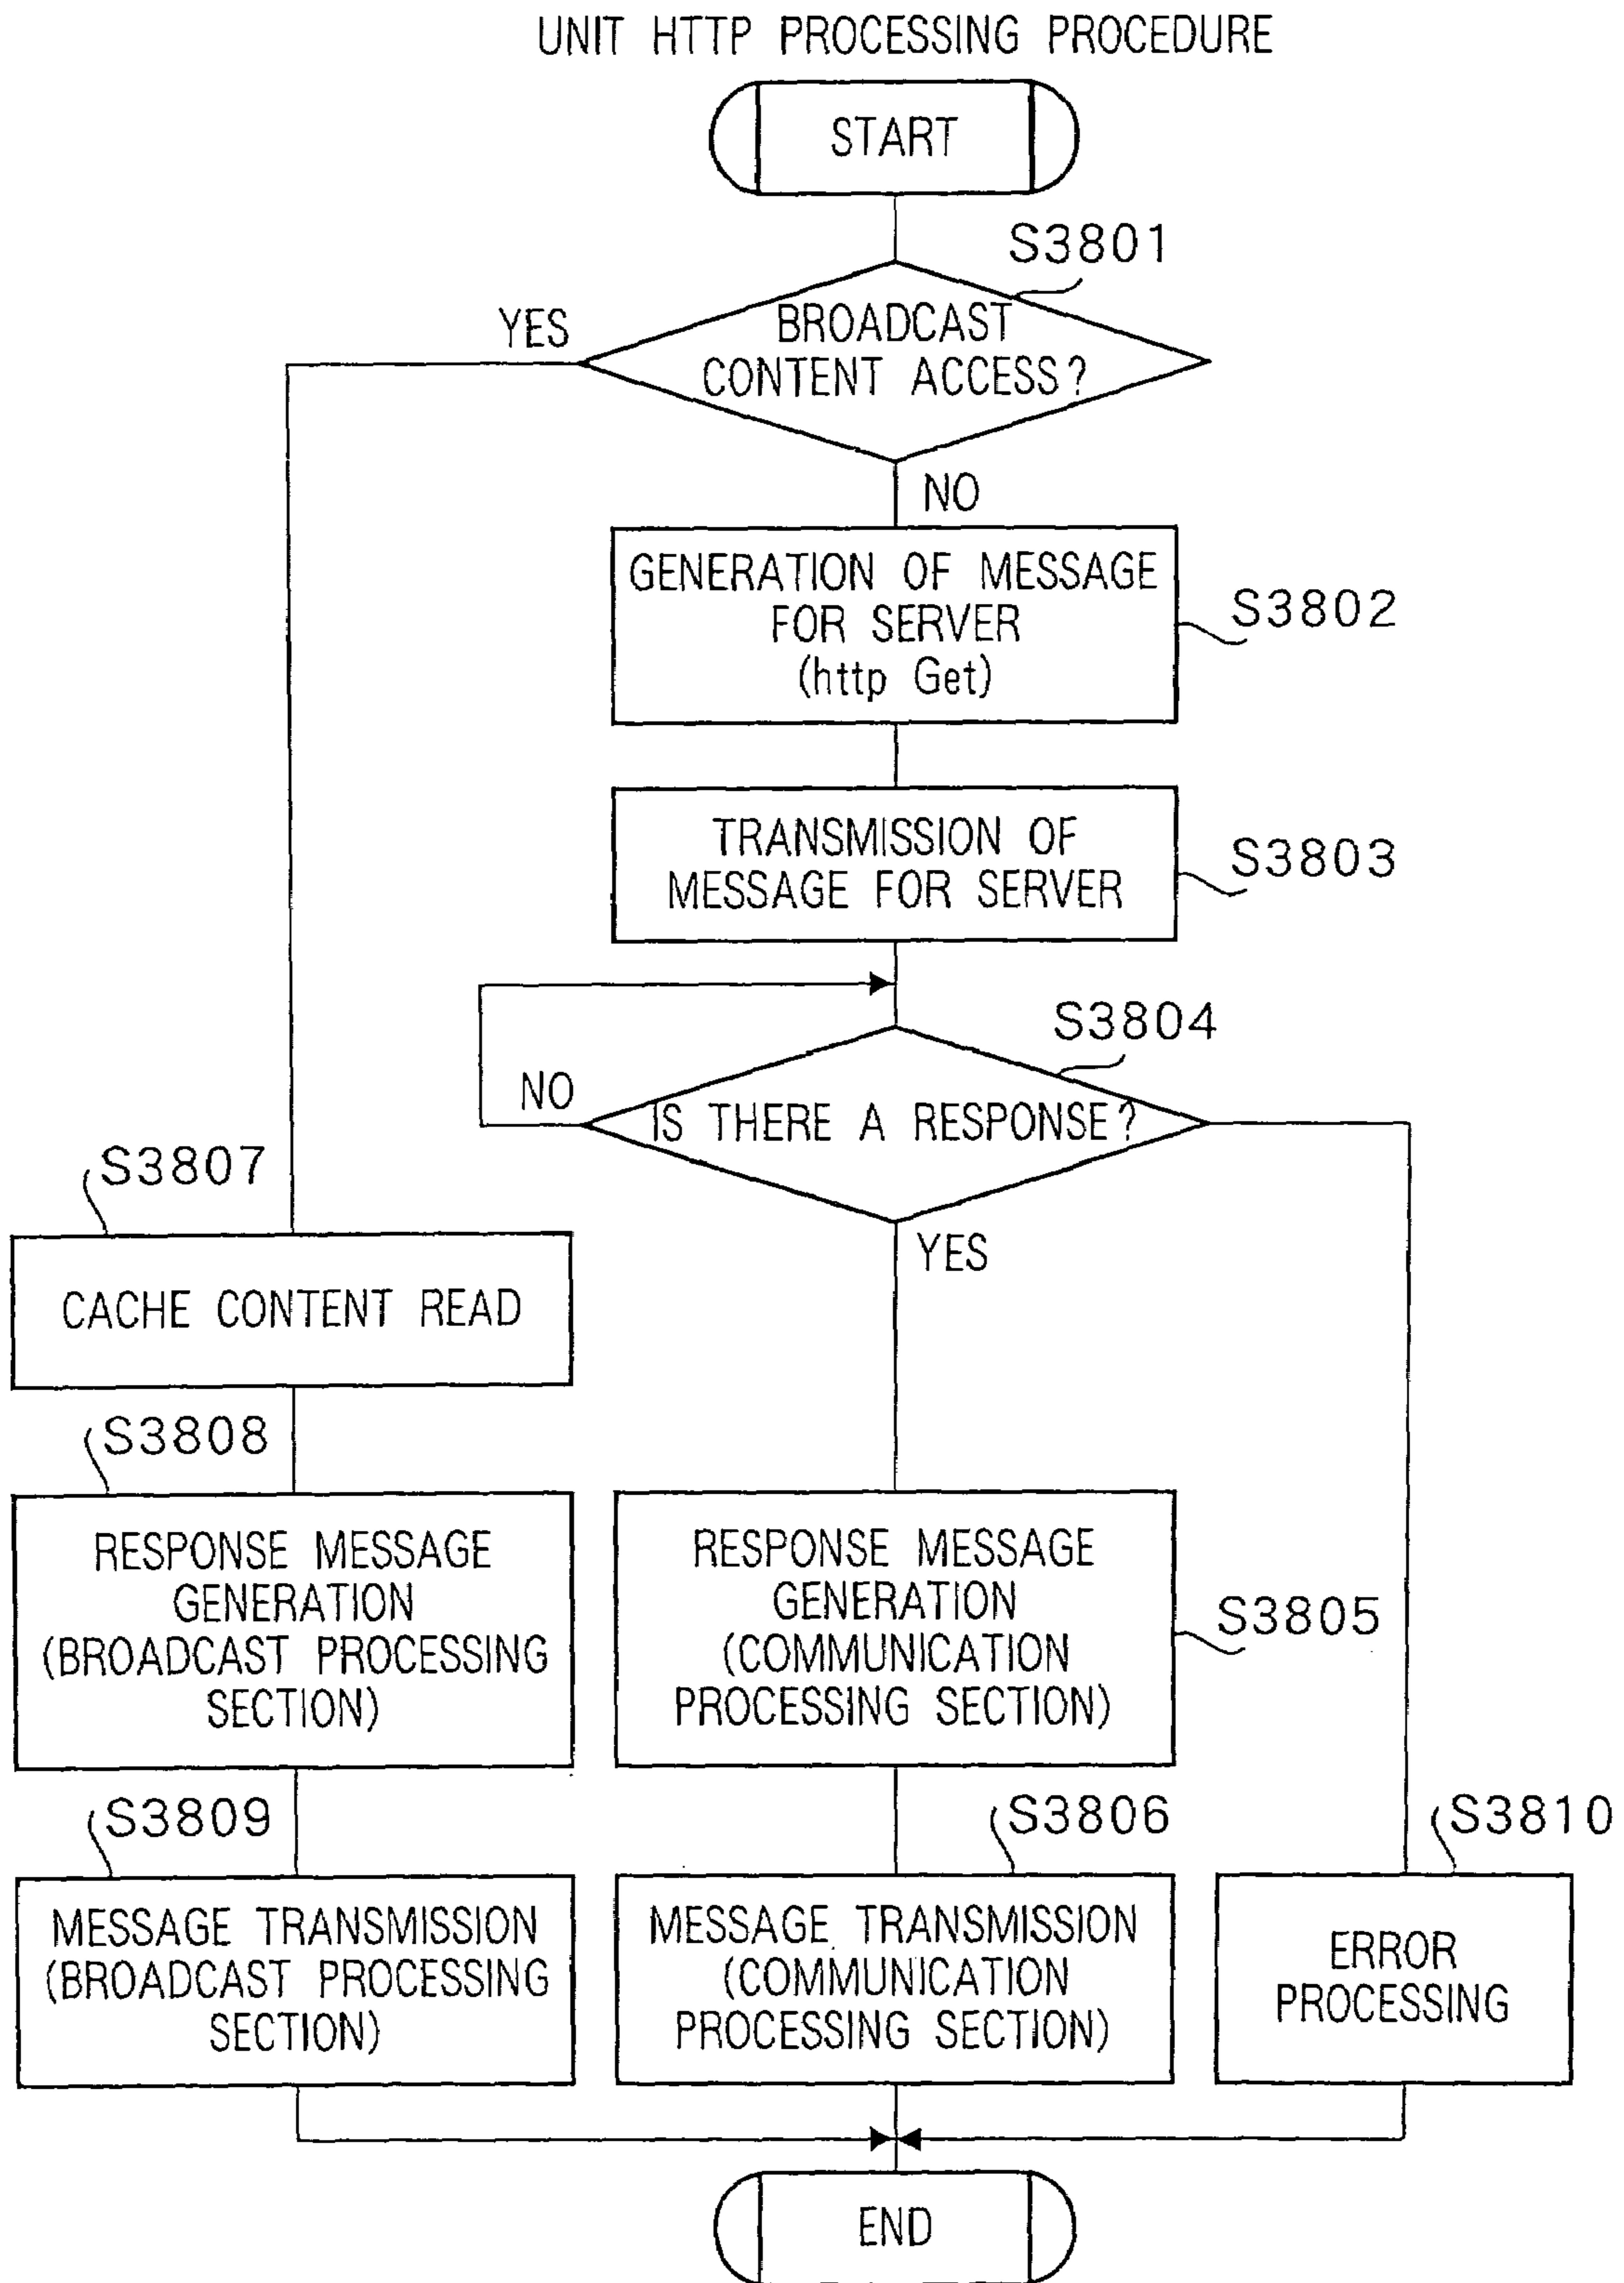 UNIT HTTP PROCESSING PROCEDURE
START
S3801
YES
BROADCAST
CONTENT ACCESS?
NO
GENERATION OF MESSAGE
FOR SERVER
(http Get)
S3802
TRANSMISSION OF
MESSAGE FOR SERVER
S3803
S3804
NO
IS THERE A RESPONSE?
YES
S3807
CACHE CONTENT READ
S3808
RESPONSE MESSAGE
GENERATION
(BROADCAST PROCESSING
SECTION)
RESPONSE MESSAGE
GENERATION
(COMMUNICATION
PROCESSING SECTION)
S3805
S3809
MESSAGE TRANSMISSION
(BROADCAST PROCESSING
SECTION)
S3806
MESSAGE TRANSMISSION
(COMMUNICATION
PROCESSING SECTION)
S3810
ERROR
PROCESSING
END